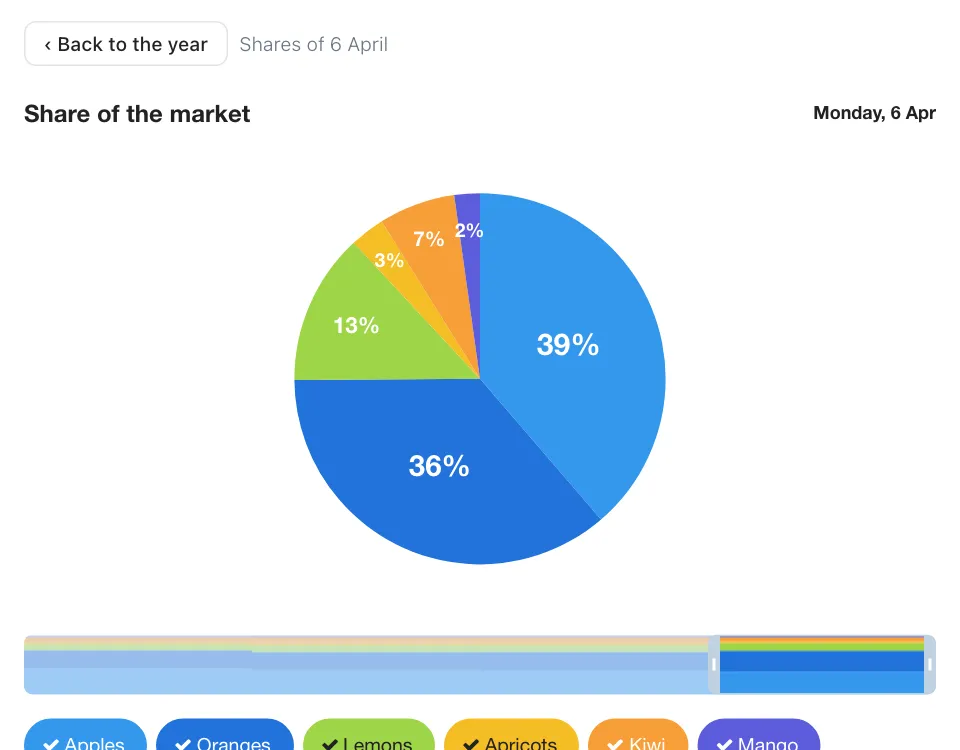 ‹ Back to the year
Shares of 6 April
Share of the market
Monday, 6 Apr
2%
7%
3%
13%
39%
36%
Apples
Oranges
Lemons
Apricots
Kiwi
Mango